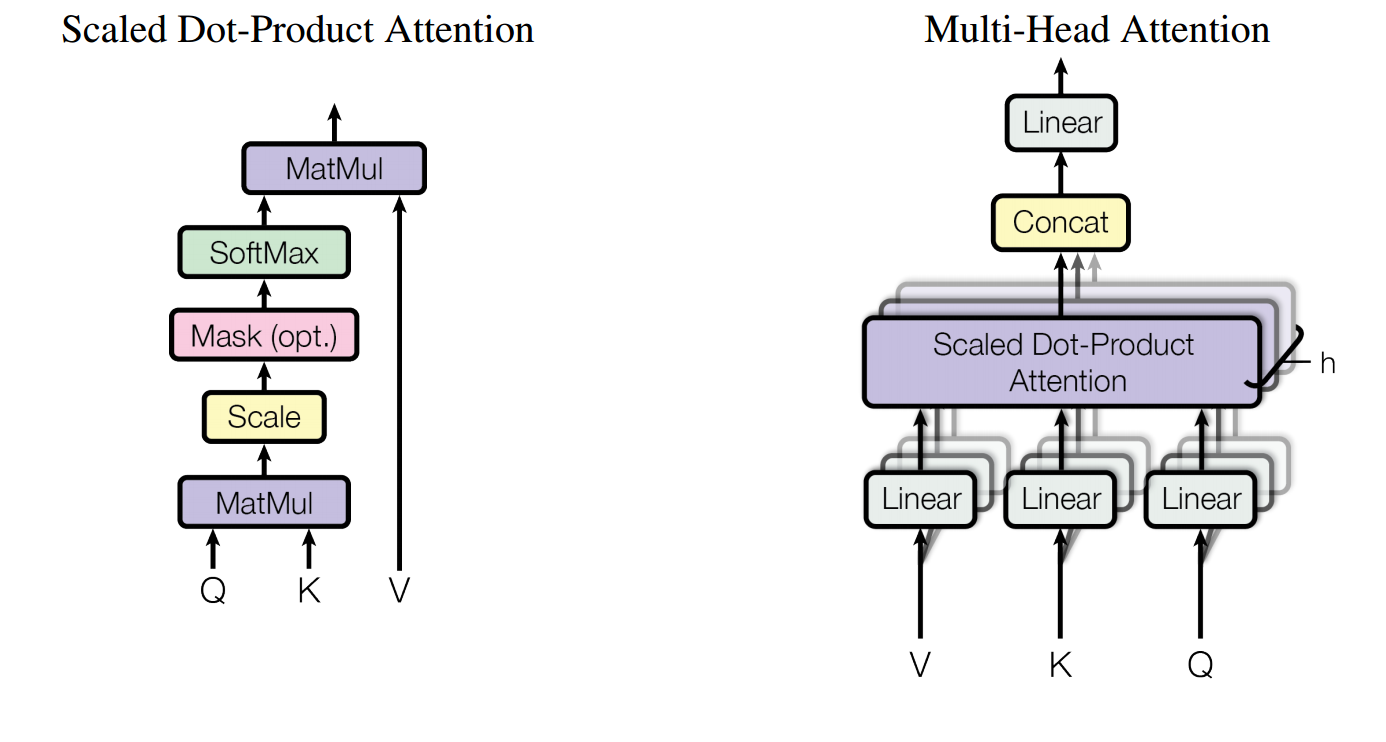 Scaled Dot-Product Attention
MatMul
SoftMax
Mask (opt.)
Scale
MatMul
Q K V
Multi-Head Attention
Linear
Concat
Scaled Dot-Product
Attention
h
Linear Linear Linear
V K Q